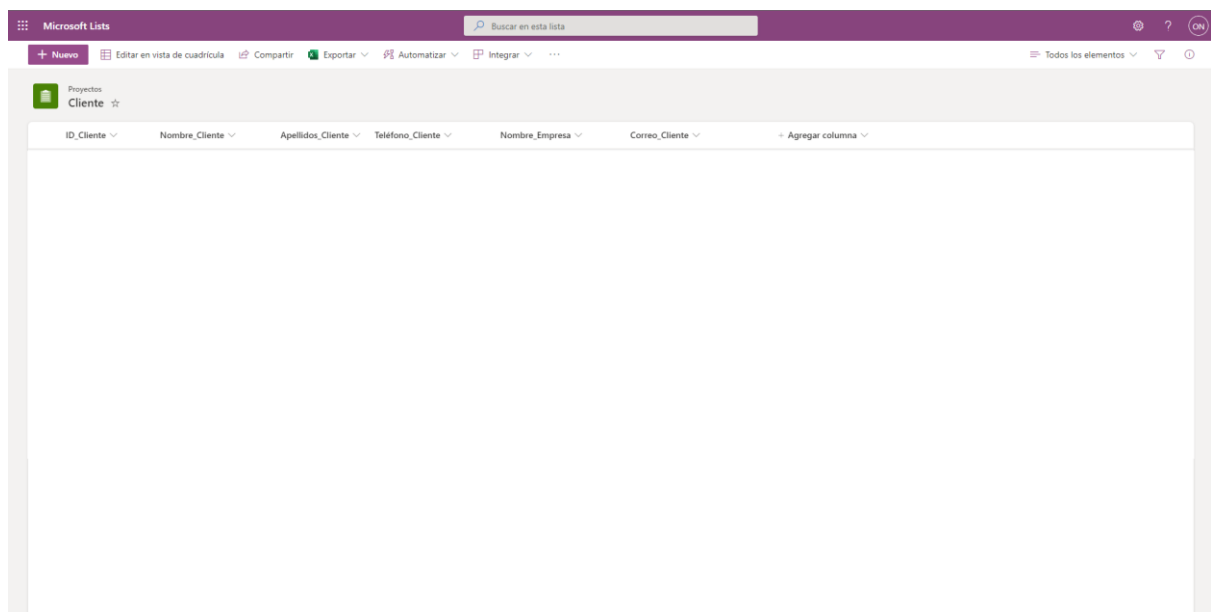 Microsoft Lists Buscar en esta lista ? ON
+ Nuevo Editar en vista de cuadrícula Compartir Exportar Automatizar Integrar ... Todos los elementos
Proyectos
Cliente
ID_Cliente Nombre_Cliente Apellidos_Cliente Teléfono_Cliente Nombre_Empresa Correo_Cliente + Agregar columna